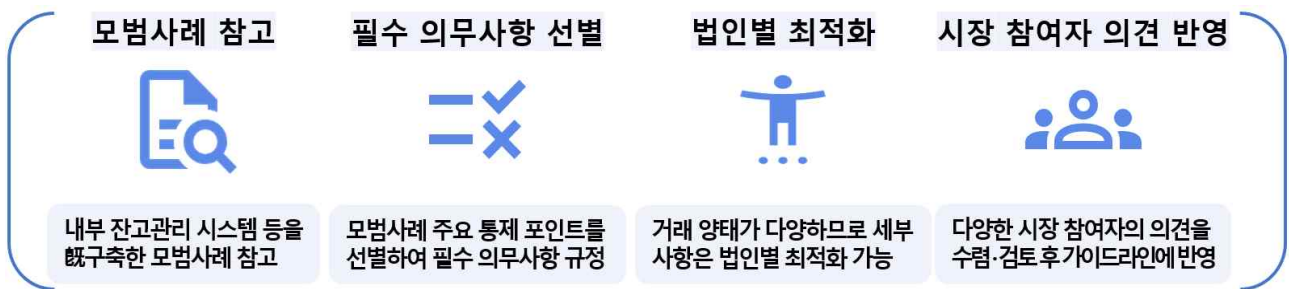 모범사례 참고
필수 의무사항 선별
법인별 최적화
시장 참여자 의견 반영
내부 잔고관리 시스템 등을
旣구축한 모범사례 참고
모범사례 주요 통제 포인트를
선별하여 필수 의무사항 규정
거래 양태가 다양하므로 세부
사항은 법인별 최적화 가능
다양한 시장 참여자의 의견을
수렴·검토 후 가이드라인에 반영